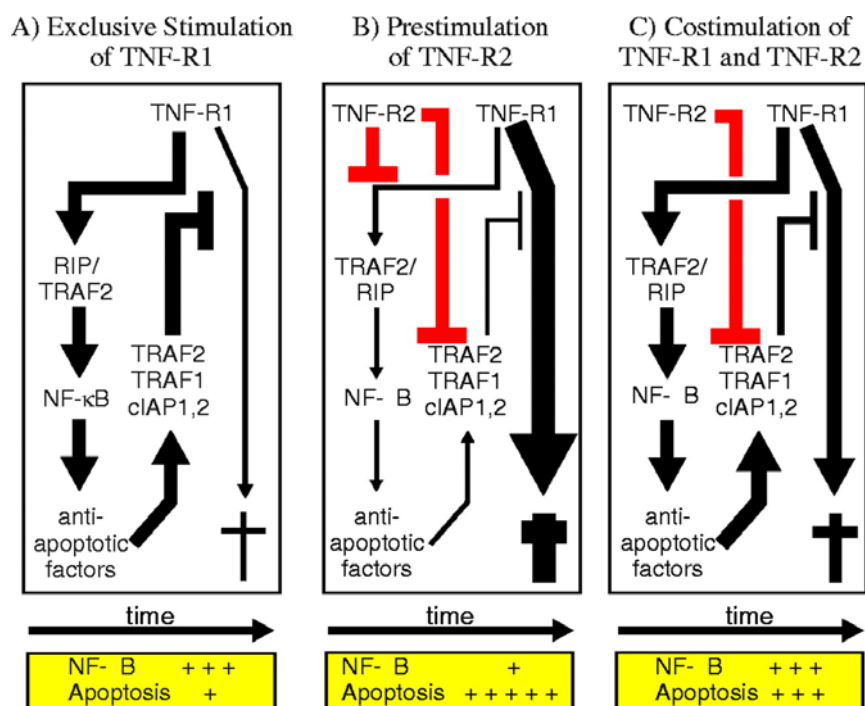 A) Exclusive Stimulation
of TNF-R1
TNF-R1
RIP/
TRAF2
NF-κB
TRAF2
TRAF1
cIAP1,2
anti-
apoptotic
factors
time
NF- B + + +
Apoptosis +
B) Prestimulation
of TNF-R2
TNF-R2 TNF-R1
TRAF2/
RIP
NF- B
TRAF2
TRAF1
cIAP1,2
anti-
apoptotic
factors
time
NF- B +
Apoptosis + + + + +
C) Costimulation of
TNF-R1 and TNF-R2
TNF-R2 TNF-R1
TRAF2/
RIP
NF- B
TRAF2
TRAF1
cIAP1,2
anti-
apoptotic
factors
time
NF- B + + +
Apoptosis + + +